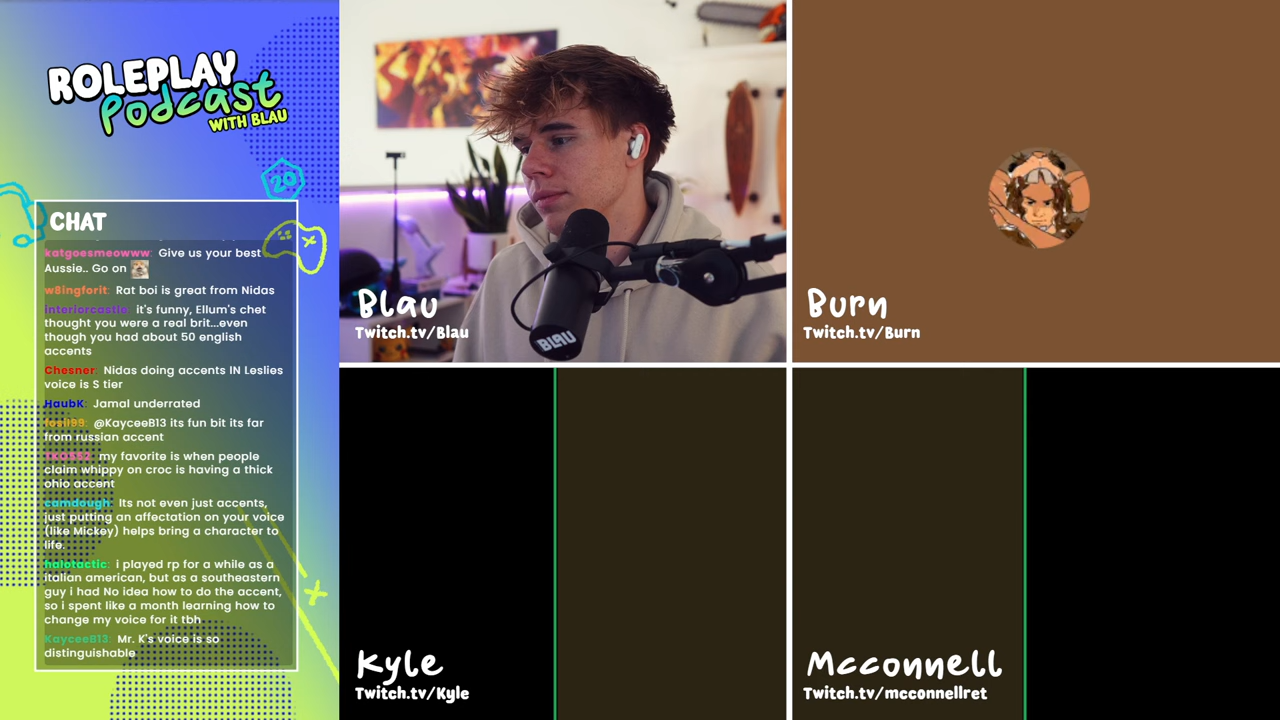 ROLEPLAY
Podcast
WITH BLAU
20
CHAT
katgoesmeowww: Give us your best
Aussie.. Go on
w8ingforit: Rat boi is great from Nidas
interiorcastle: it's funny, Ellum's chet
thought you were a real brit...even
though you had about 50 english
accents
Chesner: Nidas doing accents IN Leslies
voice is S tier
HaubK: Jamal underrated
@KayceeB13 its fun bit its far
from russian accent
my favorite is when people
claim whippy on croc is having a thick
ohio accent
camdough: Its not even just accents,
just putting an affectation on your voice
(like Mickey) helps bring a character to
life.
halotactic: i played rp for a while as a
italian american, but as a southeastern
guy i had No idea how to do the accent,
so i spent like a month learning how to
change my voice for it tbh
KayceeB13: Mr. K's voice is so
distinguishable
BLAU
Blau
Twitch.tv/Blau
Burn
Twitch.tv/Burn
Kyle
Twitch.tv/Kyle
Mcconnell
Twitch.tv/mcconnellret